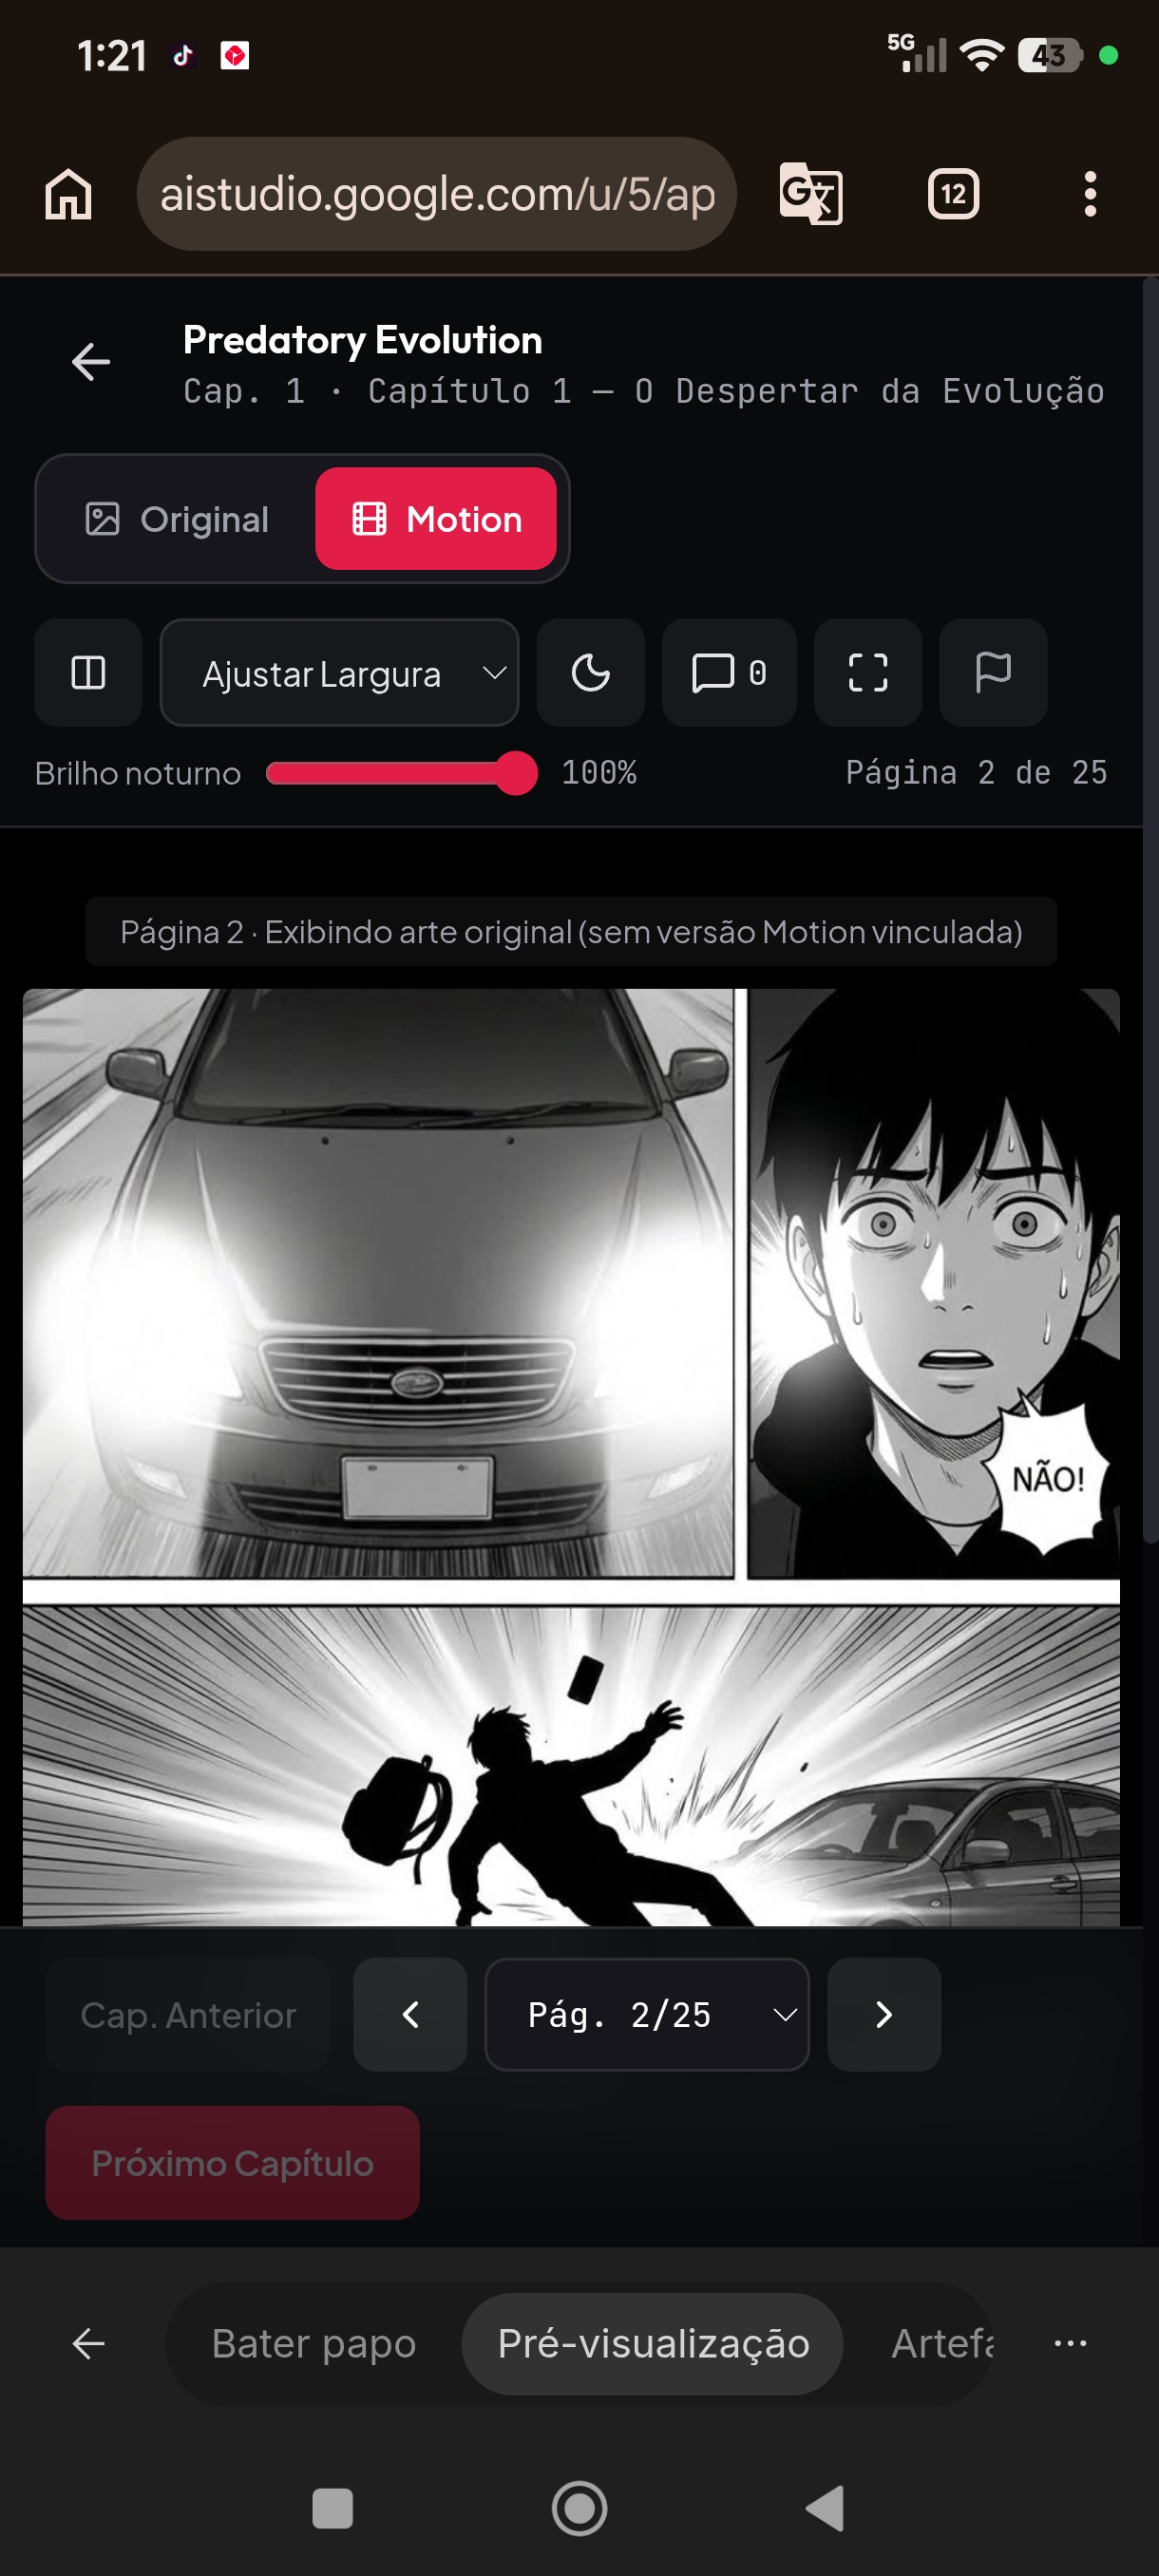 1:21
5G
43
aistudio.google.com/u/5/ap
12
Predatory Evolution
Cap. 1 · Capítulo 1 — O Despertar da Evolução
Original
Motion
Ajustar Largura
0
Brilho noturno
100%
Página 2 de 25
Página 2 · Exibindo arte original (sem versão Motion vinculada)
NÃO!
Cap. Anterior
Pág. 2/25
Próximo Capítulo
Bater papo
Pré-visualização
Artefa